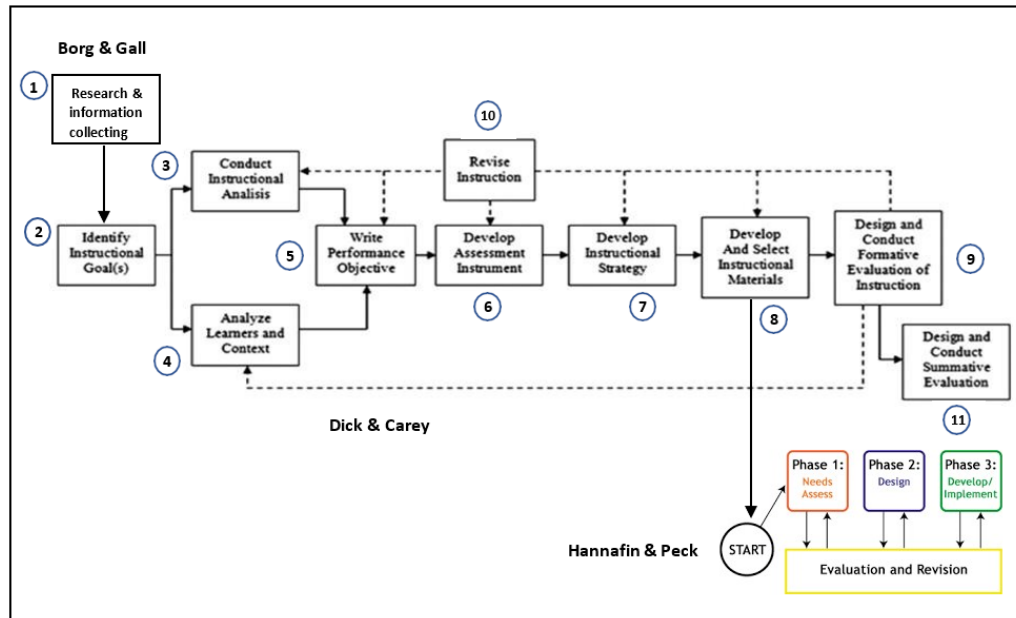 Borg & Gall
1
Research &
information
collecting
10
3
Conduct
Instructional
Analisis
Revise
Instruction
2
Identify
Instructional
Goal(s)
5
Write
Performance
Objective
Develop
Assessment
Instrument
6
Develop
Instructional
Strategy
7
Develop
And Select
Instructional
Materials
8
Design and
Conduct
Formative
Evaluation of
Instruction
9
4
Analyze
Learners and
Context
Design and
Conduct
Summative
Evaluation
11
Dick & Carey
Phase 1:
Needs
Assess
Phase 2:
Design
Phase 3:
Develop/
Implement
Hannafin & Peck
START
Evaluation and Revision